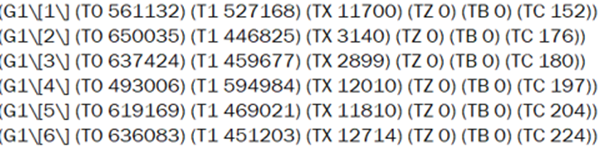 (G1\[1\] (T0 561132) (T1 527168) (TX 11700) (TZ 0) (TB 0) (TC 152))
(G1\[2\] (T0 650035) (T1 446825) (TX 3140) (TZ 0) (TB 0) (TC 176))
(G1\[3\] (T0 637424) (T1 459677) (TX 2899) (TZ 0) (TB 0) (TC 180))
(G1\[4\] (T0 493006) (T1 594984) (TX 12010) (TZ 0) (TB 0) (TC 197))
(G1\[5\] (T0 619169) (T1 469021) (TX 11810) (TZ 0) (TB 0) (TC 204))
(G1\[6\] (T0 636083) (T1 451203) (TX 12714) (TZ 0) (TB 0) (TC 224))